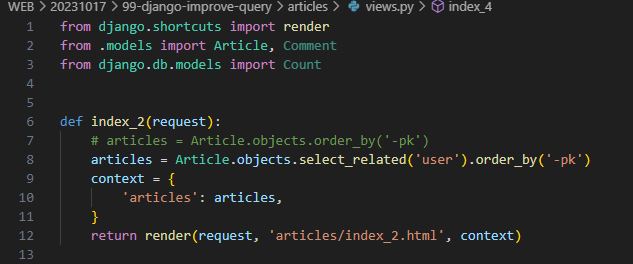 WEB > 20231017 > 99-django-improve-query > articles > views.py > index_4
1 from django.shortcuts import render
2 from .models import Article, Comment
3 from django.db.models import Count
4
5
6 def index_2(request):
7     # articles = Article.objects.order_by('-pk')
8     articles = Article.objects.select_related('user').order_by('-pk')
9     context = {
10         'articles': articles,
11     }
12     return render(request, 'articles/index_2.html', context)
13